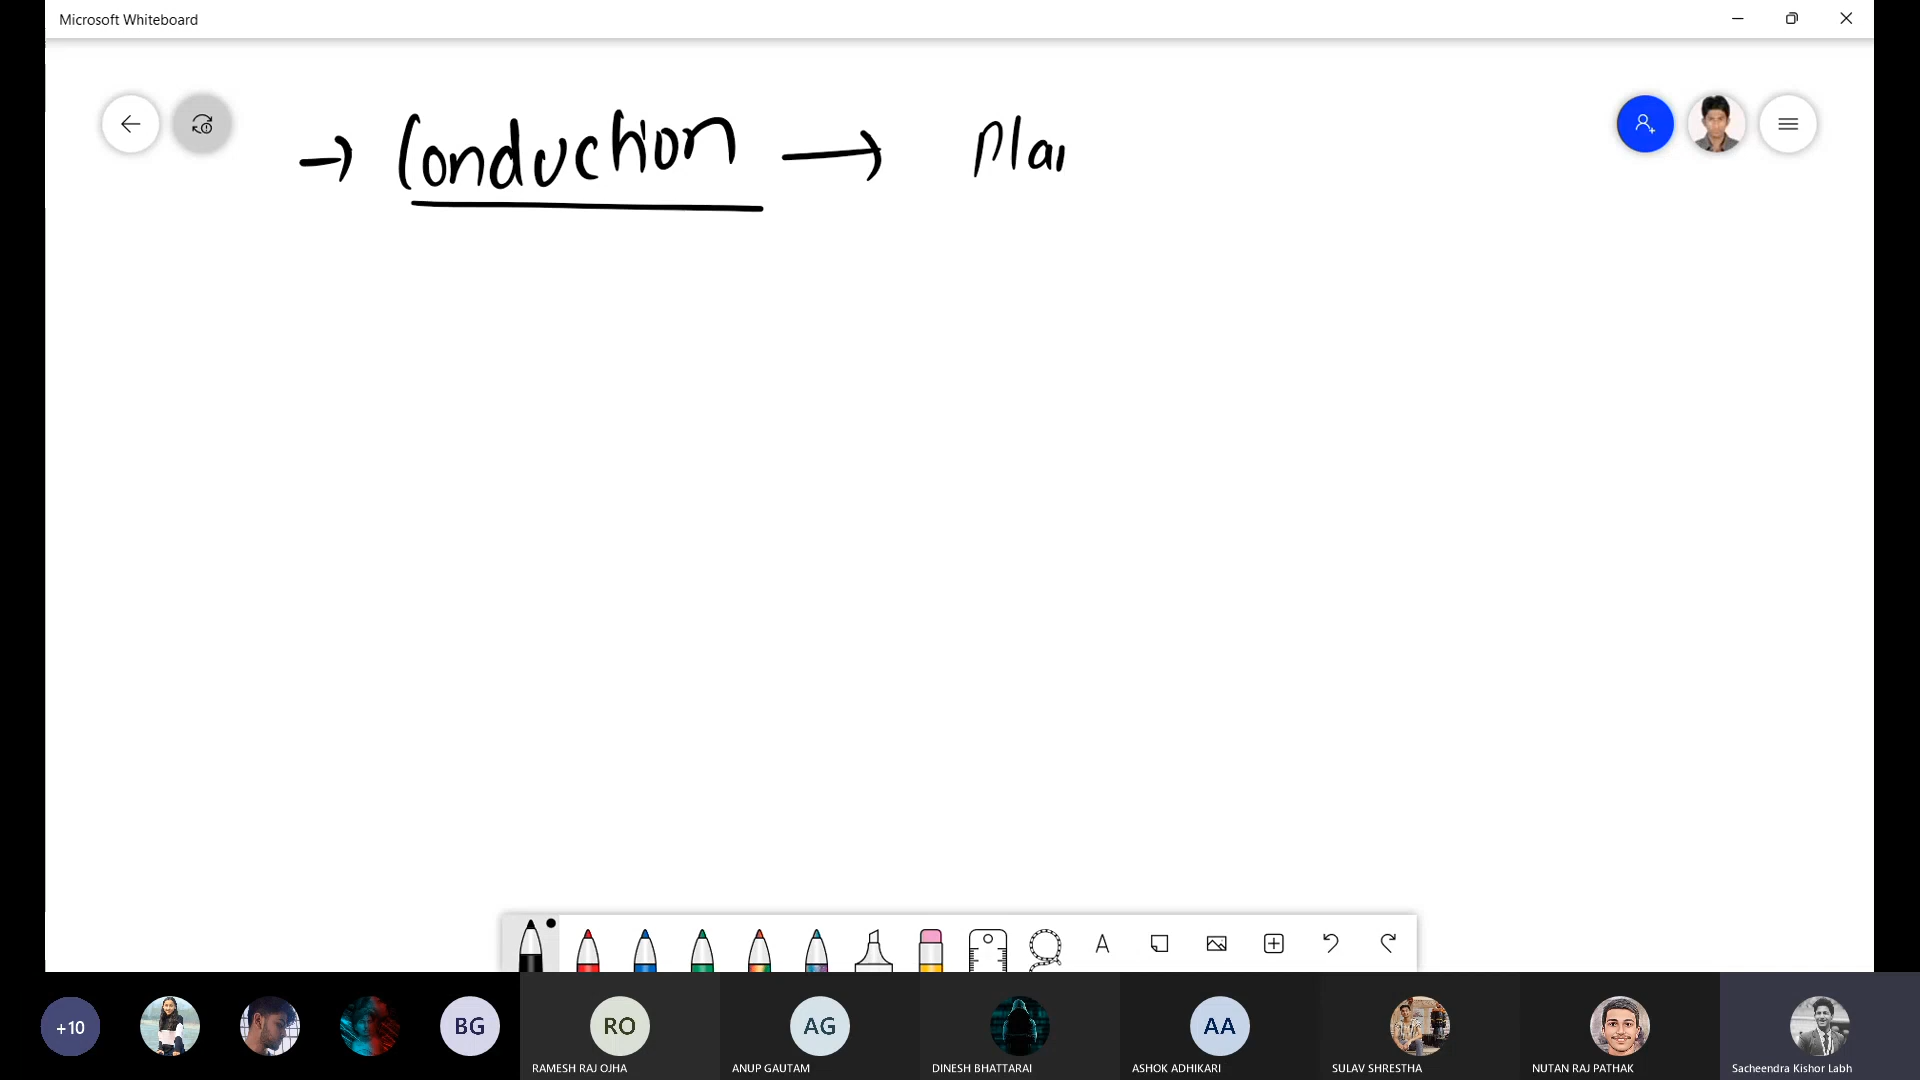 Microsoft Whiteboard
→ Conduction → Plai
A
+10
BG
RO
AG
AA
RAMESH RAJ OJHA
ANUP GAUTAM
DINESH BHATTARAI
ASHOK ADHIKARI
SULAV SHRESTHA
NUTAN RAJ PATHAK
Sacheendra Kishor Labh